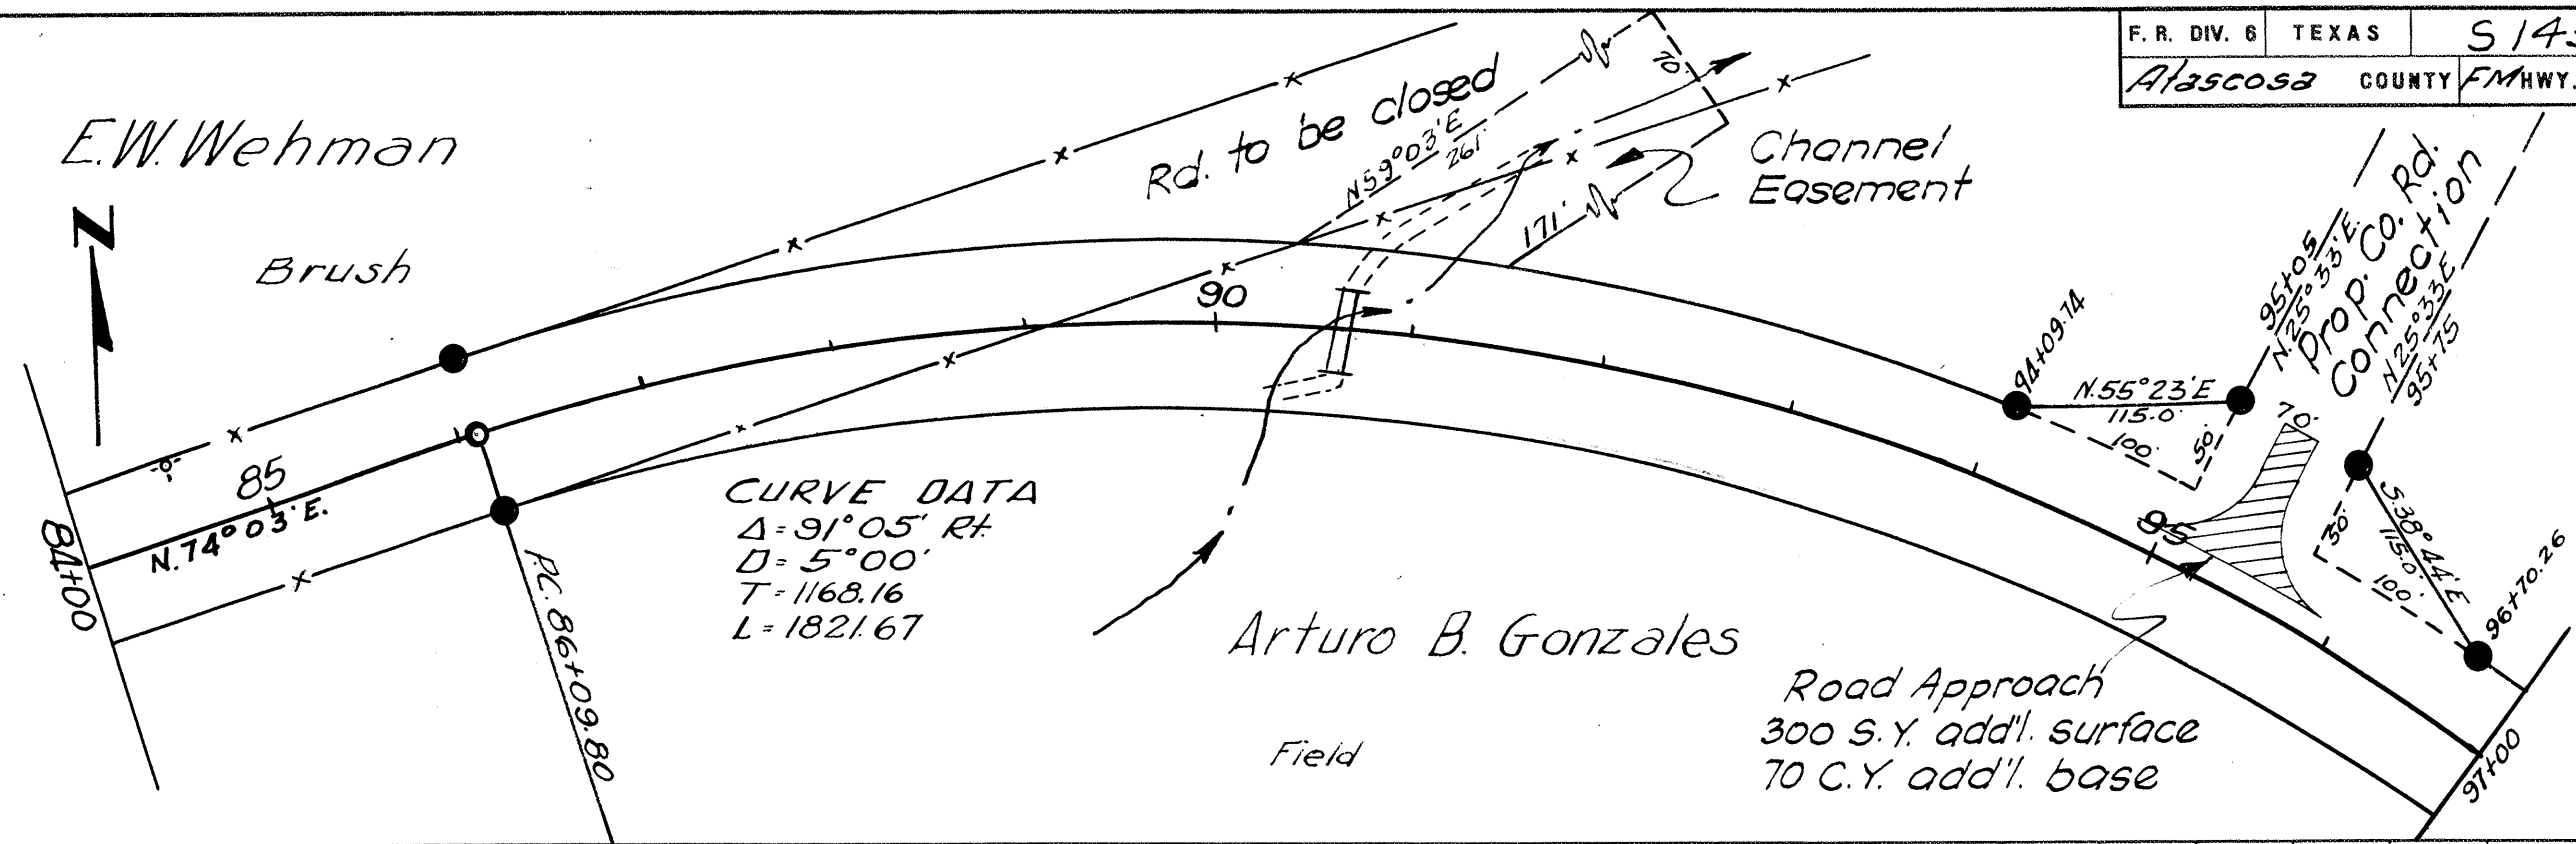 F. R. DIV. 6 TEXAS
Atascosa COUNTY FM HWY.
E.W. Wehman
N
Brush
Rd. to be closed
N59°03'E
261'
70'
171'
Channel
Easement
90
84+00
85
N.74°03'E.
P.C. 86+09.80
CURVE DATA
Δ = 91°05' Rt.
D = 5°00'
T = 1168.16
L = 1821.67
Arturo B. Gonzales
Field
94+09.74
N.55°23'E
115.0'
100'
50'
95+05
N.25°33'E.
Prop. Co. Rd.
Connection
N25°33'E
95+75
70'
95
30'
S.38°44'E
115.0'
100'
96+70.26
97+00
Road Approach
300 S.Y. add'l. surface
70 C.Y. add'l. base